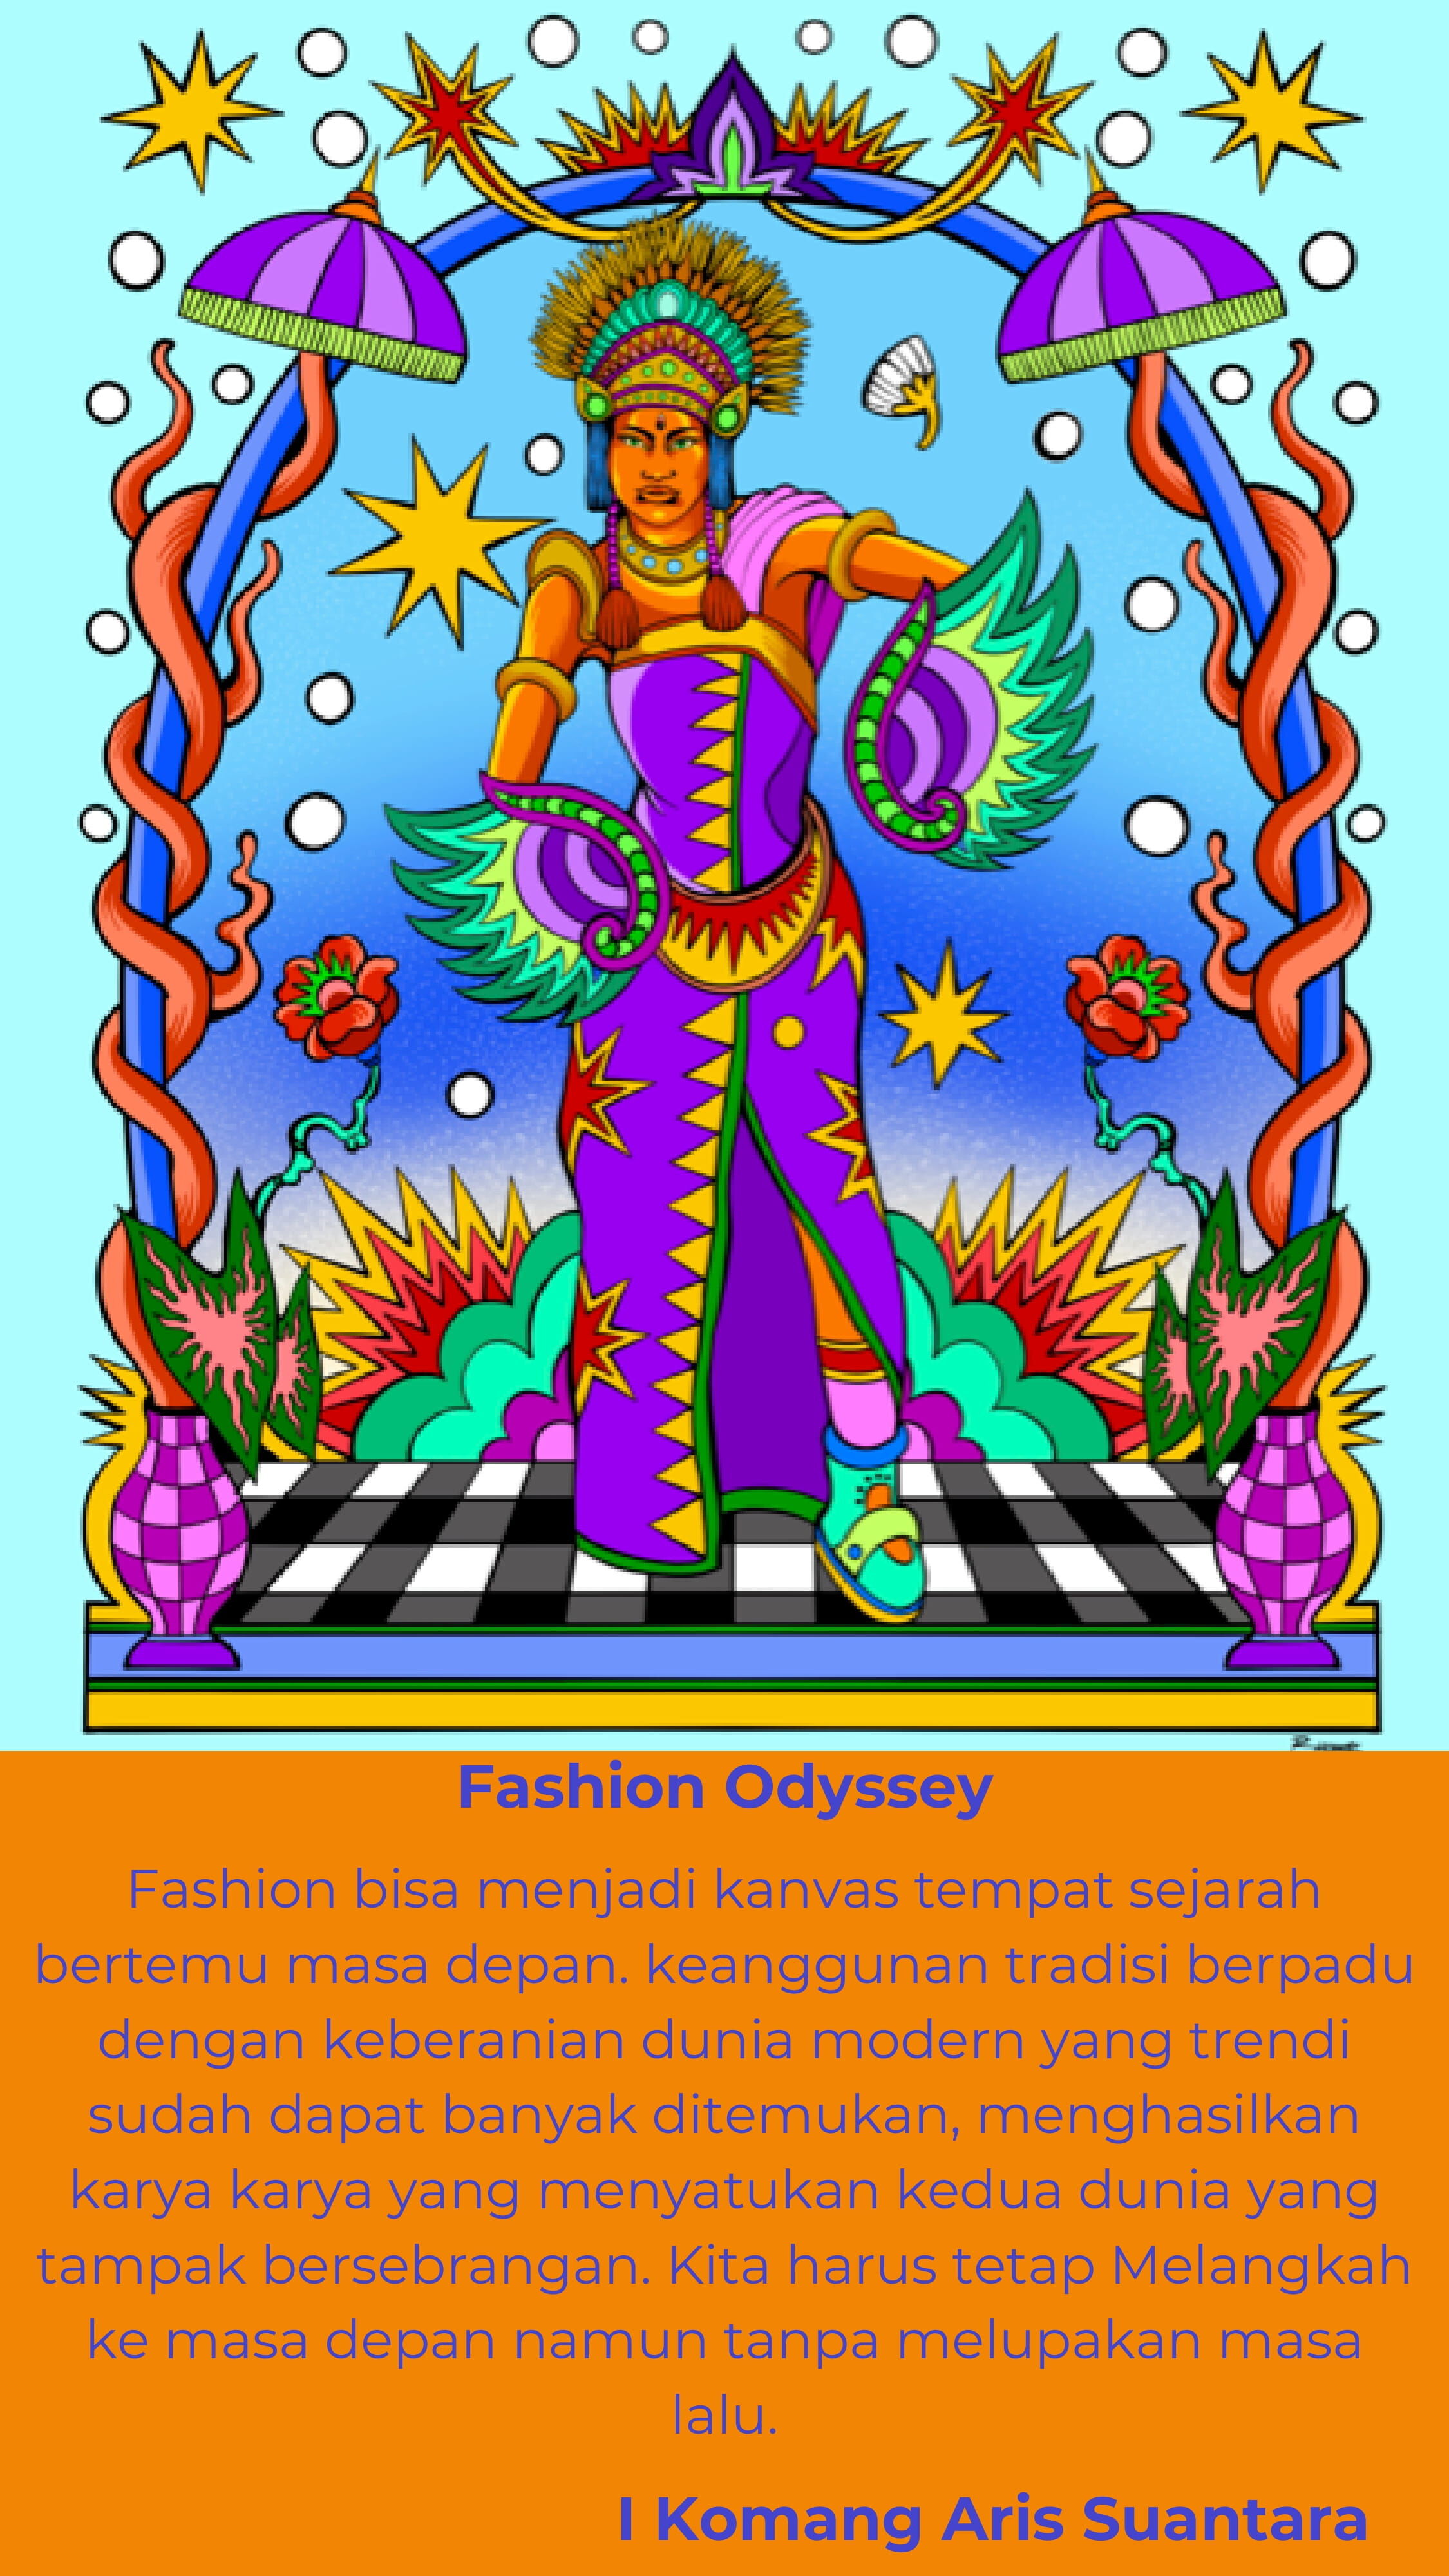 Fashion Odyssey
Fashion bisa menjadi kanvas tempat sejarah
bertemu masa depan. keanggunan tradisi berpadu
dengan keberanian dunia modern yang trendi
sudah dapat banyak ditemukan, menghasilkan
karya karya yang menyatukan kedua dunia yang
tampak bersebrangan. Kita harus tetap Melangkah
ke masa depan namun tanpa melupakan masa
lalu.
I Komang Aris Suantara